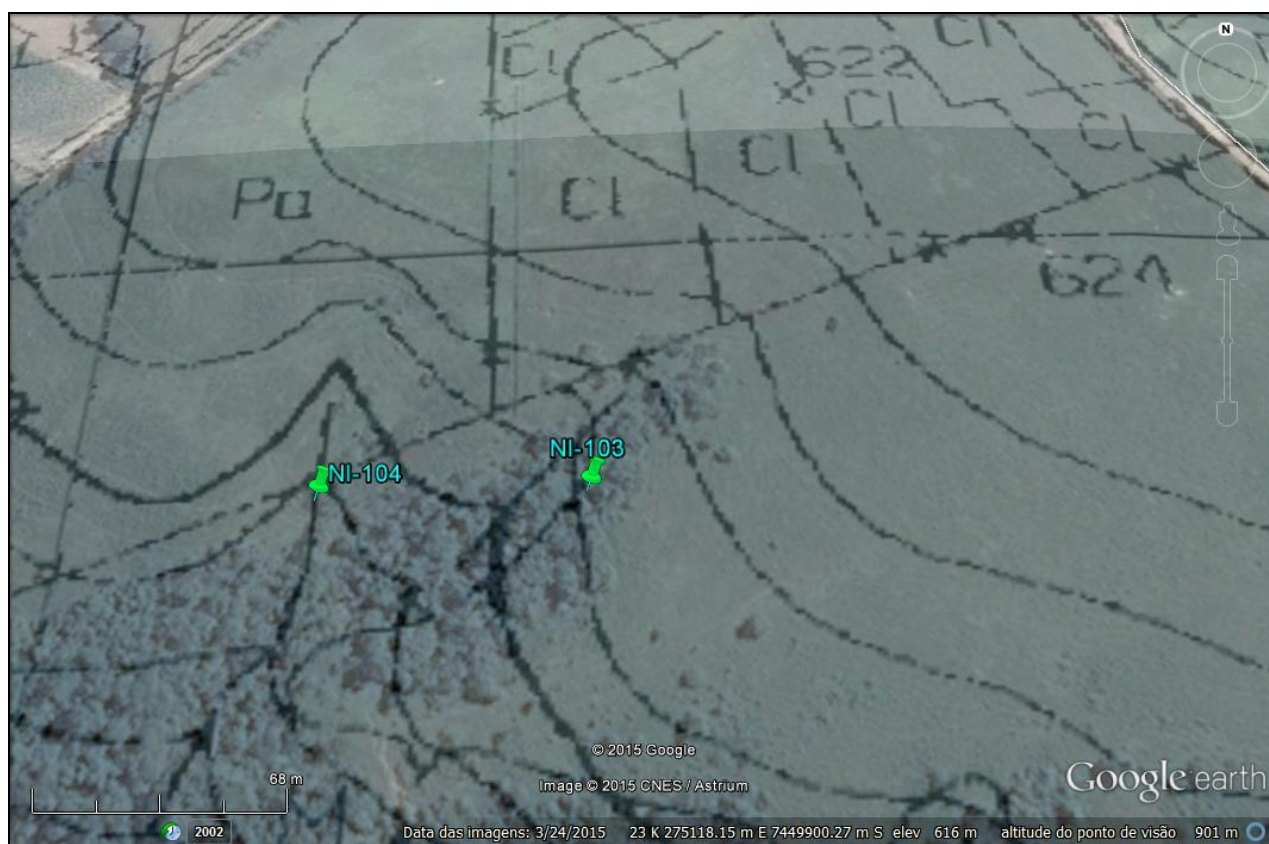 N
Cl
Cl
622
Cl
Cl
Cl
Pa
Cl
624
NI-103
NI-104
© 2015 Google
Image © 2015 CNES / Astrium
Google earth
68 m
2002
Data das imagens: 3/24/2015 23 K 275118.15 m E 7449900.27 m S elev 616 m altitude do ponto de visão 901 m